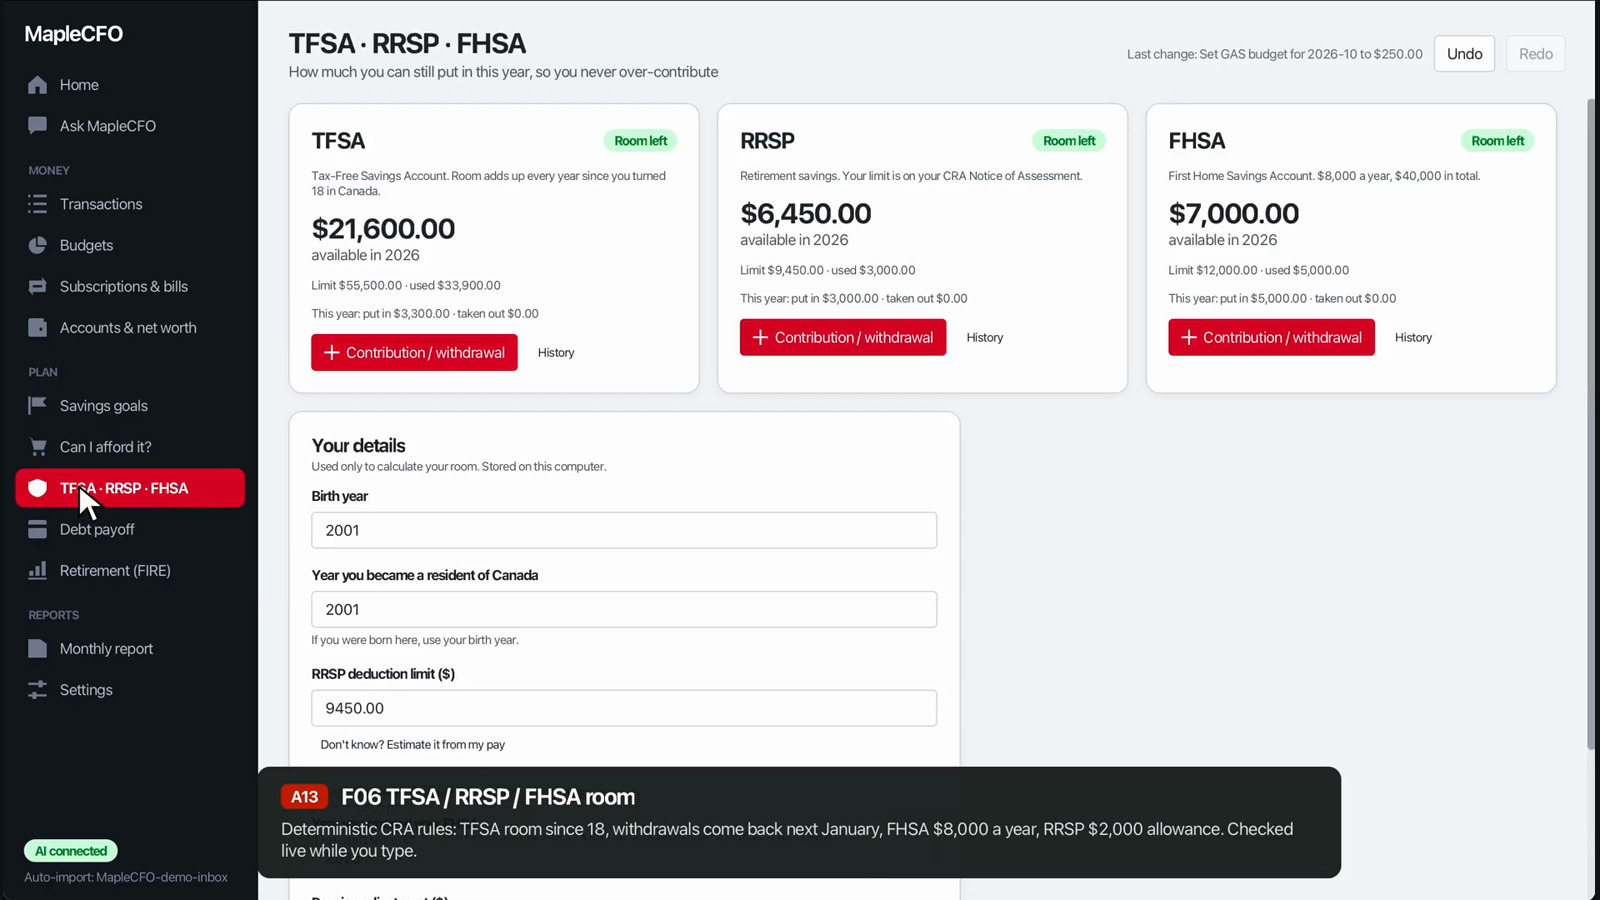 MapleCFO
Home
Ask MapleCFO
MONEY
Transactions
Budgets
Subscriptions & bills
Accounts & net worth
PLAN
Savings goals
Can I afford it?
TFSA · RRSP · FHSA
Debt payoff
Retirement (FIRE)
REPORTS
Monthly report
Settings
AI connected
Auto-import: MapleCFO-demo-inbox
TFSA · RRSP · FHSA
How much you can still put in this year, so you never over-contribute
Last change: Set GAS budget for 2026-10 to $250.00
Undo
Redo
TFSA
Room left
Tax-Free Savings Account. Room adds up every year since you turned
18 in Canada.
$21,600.00
available in 2026
Limit $55,500.00 · used $33,900.00
This year: put in $3,300.00 · taken out $0.00
+ Contribution / withdrawal
History
RRSP
Room left
Retirement savings. Your limit is on your CRA Notice of Assessment.
$6,450.00
available in 2026
Limit $9,450.00 · used $3,000.00
This year: put in $3,000.00 · taken out $0.00
+ Contribution / withdrawal
History
FHSA
Room left
First Home Savings Account. $8,000 a year, $40,000 in total.
$7,000.00
available in 2026
Limit $12,000.00 · used $5,000.00
This year: put in $5,000.00 · taken out $0.00
+ Contribution / withdrawal
History
Your details
Used only to calculate your room. Stored on this computer.
Birth year
2001
Year you became a resident of Canada
2001
If you were born here, use your birth year.
RRSP deduction limit ($)
9450.00
Don't know? Estimate it from my pay
A13 F06 TFSA / RRSP / FHSA room
Deterministic CRA rules: TFSA room since 18, withdrawals come back next January, FHSA $8,000 a year, RRSP $2,000 allowance. Checked
live while you type.